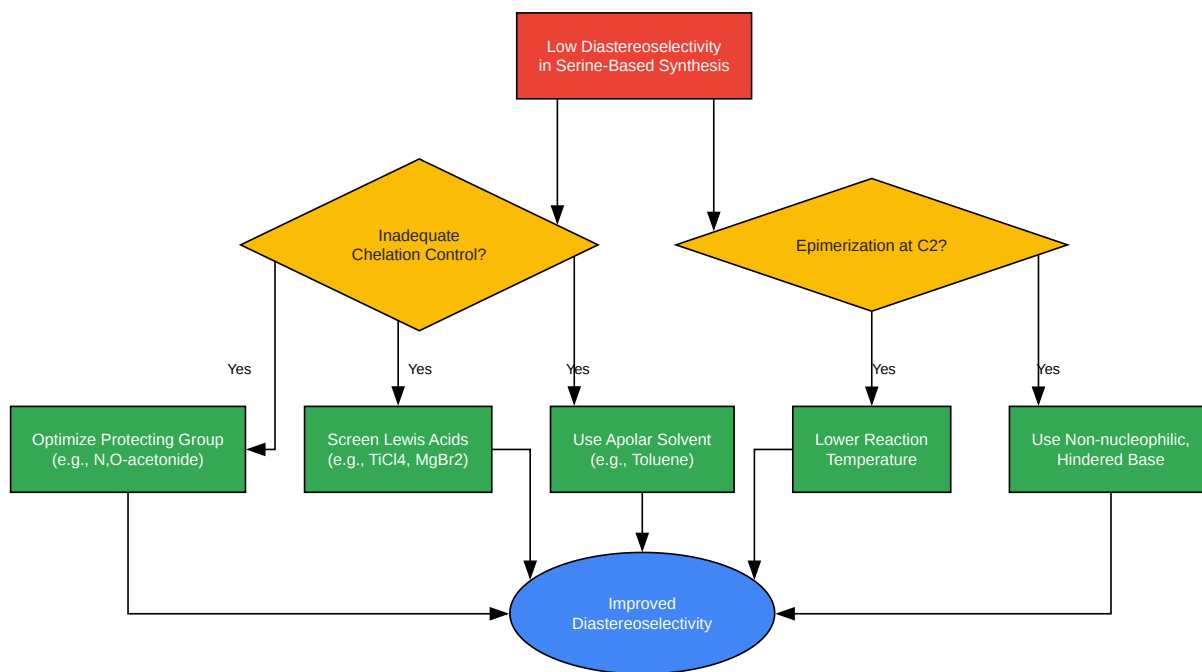 Low Diastereoselectivity
in Serine-Based Synthesis
Inadequate
Chelation Control?
Epimerization at C2?
Yes
Yes
Yes
Yes
Yes
Optimize Protecting Group
(e.g., N,O-acetonide)
Screen Lewis Acids
(e.g., TiCl4, MgBr2)
Use Apolar Solvent
(e.g., Toluene)
Lower Reaction
Temperature
Use Non-nucleophilic,
Hindered Base
Improved
Diastereoselectivity